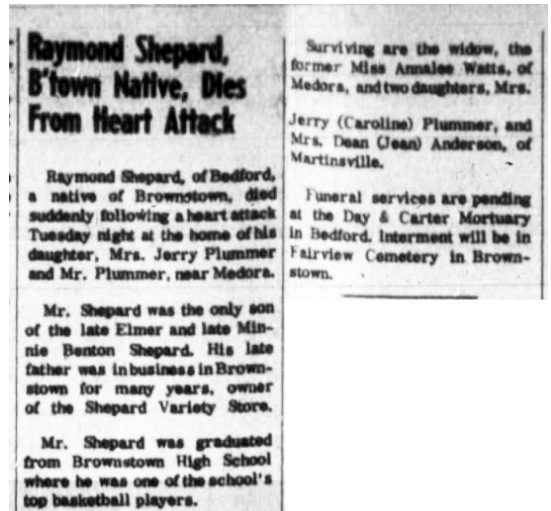 Raymond Shepard,
B'town Native, Dies
From Heart Attack
Raymond Shepard, of Bedford,
a native of Brownstown, died
suddenly following a heart attack
Tuesday night at the home of his
daughter, Mrs. Jerry Plummer
and Mr. Plummer, near Medora.
Mr. Shepard was the only son
of the late Elmer and late Min-
nie Benton Shepard. His late
father was in business in Brown-
stown for many years, owner
of the Shepard Variety Store.
Mr. Shepard was graduated
from Brownstown High School
where he was one of the school's
top basketball players.
Surviving are the widow, the
former Miss Annalee Watts, of
Medora, and two daughters, Mrs.
Jerry (Caroline) Plummer, and
Mrs. Dean (Jean) Anderson, of
Martinsville.
Funeral services are pending
at the Day & Carter Mortuary
in Bedford. Interment will be in
Fairview Cemetery in Brown-
stown.